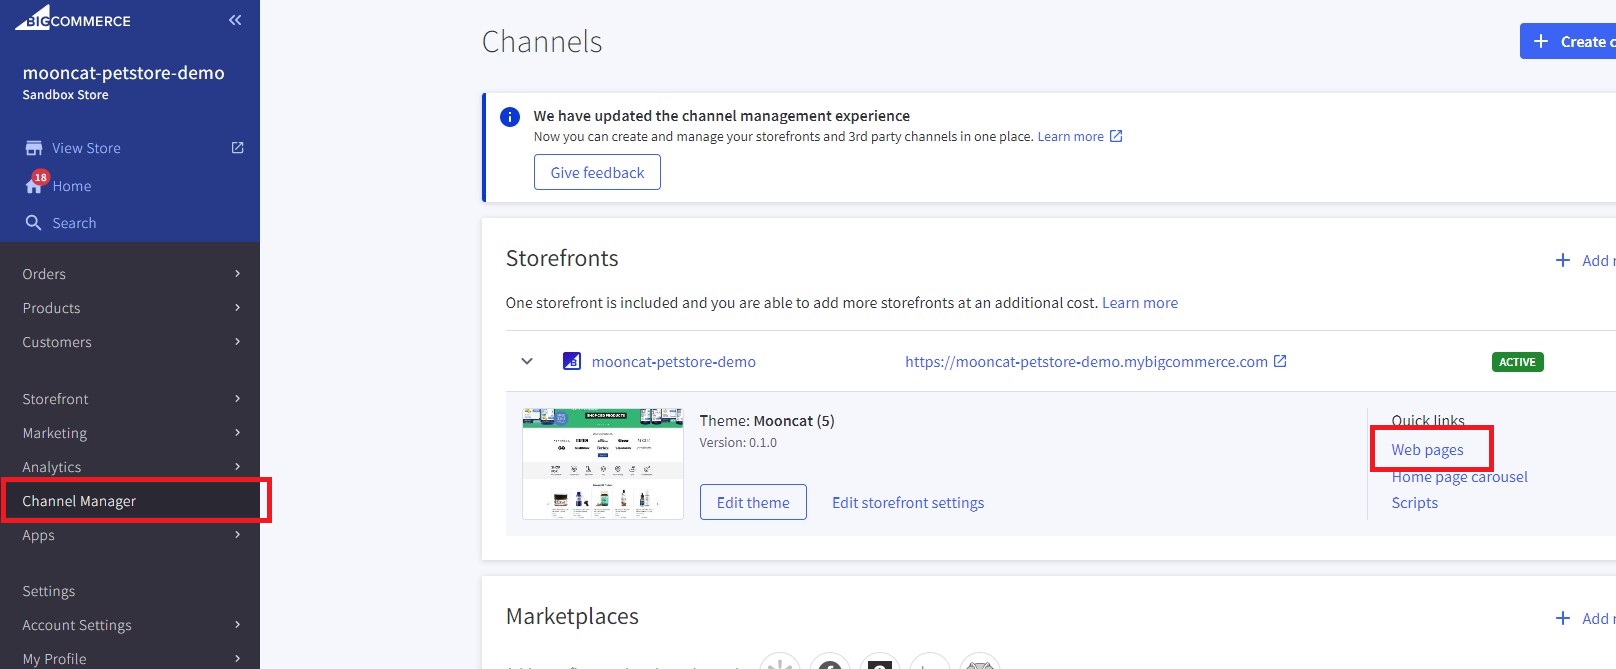 BIGCOMMERCE
mooncat-petstore-demo
Sandbox Store
View Store
18
Home
Search
Orders
Products
Customers
Storefront
Marketing
Analytics
Channel Manager
Apps
Settings
Account Settings
My Profile
Channels
Create c
We have updated the channel management experience
Now you can create and manage your storefronts and 3rd party channels in one place. Learn more
Give feedback
Storefronts
Add
One storefront is included and you are able to add more storefronts at an additional cost. Learn more
mooncat-petstore-demo
https://mooncat-petstore-demo.mybigcommerce.com
ACTIVE
Theme: Mooncat (5)
Version: 0.1.0
Edit theme
Edit storefront settings
Quick links
Web pages
Home page carousel
Scripts
Marketplaces
Add